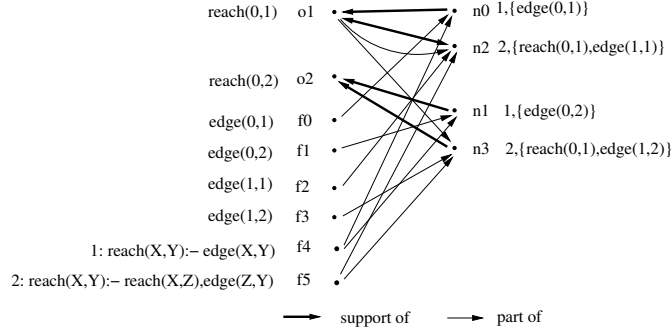 reach(0,1) o1 n0 1,{edge(0,1)}
n2 2,{reach(0,1),edge(1,1)}
reach(0,2) o2
n1 1,{edge(0,2)}
edge(0,1) f0
edge(0,2) f1 n3 2,{reach(0,1),edge(1,2)}
edge(1,1) f2
edge(1,2) f3
1: reach(X,Y):− edge(X,Y) f4
2: reach(X,Y):− reach(X,Z),edge(Z,Y) f5
support of part of